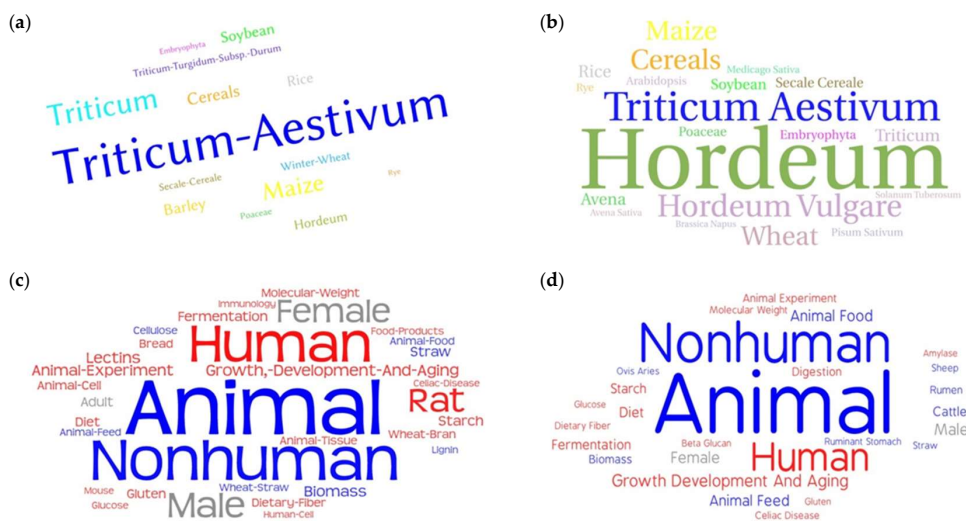 (a)
Embryophyta
Soybean
Triticum-Turgidum-Subsp.-Durum
Triticum
Cereals
Rice
Triticum-Aestivum
Winter-Wheat
Secale-Cereale
Maize
Rye
Barley
Poaceae
Hordeum
(b)
Maize
Cereals
Rice
Arabidopsis
Medicago Sativa
Rye
Soybean
Secale Cereale
Triticum Aestivum
Poaceae
Embryophyta
Triticum
Hordeum
Avena
Solanum Tuberosum
Avena Sativa
Hordeum Vulgare
Brassica Napus
Wheat
Pisum Sativum
(c)
Molecular-Weight
Immunology
Female
Fermentation
Cellulose
Human
Food-Products
Bread
Animal-Food
Straw
Lectins
Animal-Experiment
Growth,-Development-And-Aging
Animal-Cell
Animal
Celiac-Disease
Adult
Rat
Diet
Starch
Animal-Feed
Animal-Tissue
Wheat-Bran
Nonhuman
Lignin
Mouse
Gluten
Wheat-Straw
Biomass
Glucose
Male
Dietary-Fiber
Human-Cell
(d)
Animal Experiment
Molecular Weight
Animal Food
Nonhuman
Amylase
Ovis Aries
Digestion
Sheep
Starch
Animal
Rumen
Glucose
Diet
Cattle
Dietary Fiber
Male
Fermentation
Beta Glucan
Ruminant Stomach
Straw
Biomass
Female
Human
Growth Development And Aging
Animal Feed
Gluten
Celiac Disease